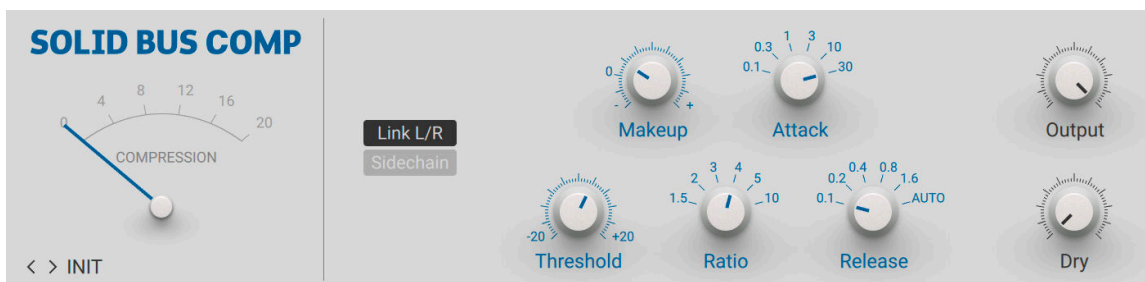 SOLID BUS COMP
0 4 8 12 16 20
COMPRESSION
< > INIT
Link L/R
Sidechain
0
- +
Makeup
0.1 0.3 1 3 10 30
Attack
Output
-20 +20
Threshold
1.5 2 3 4 5 10
Ratio
0.1 0.2 0.4 0.8 1.6 AUTO
Release
Dry